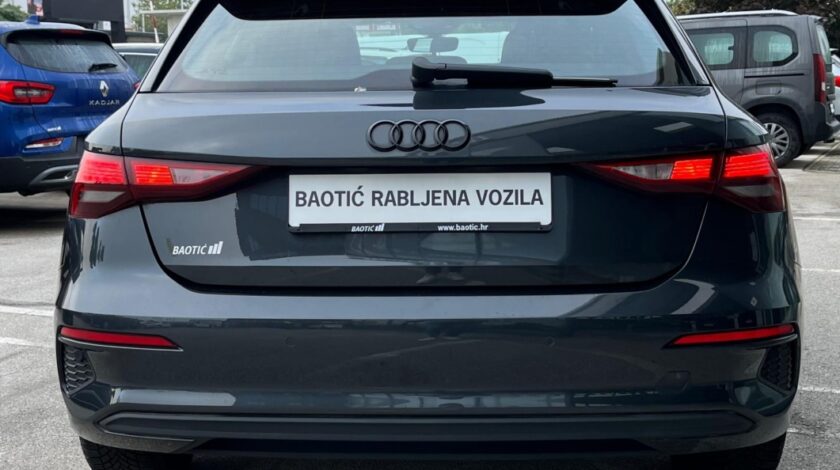 KADJAR
BAOTIĆ RABLJENA VOZILA
BAOTIĆ www.baotic.hr
BAOTIĆ